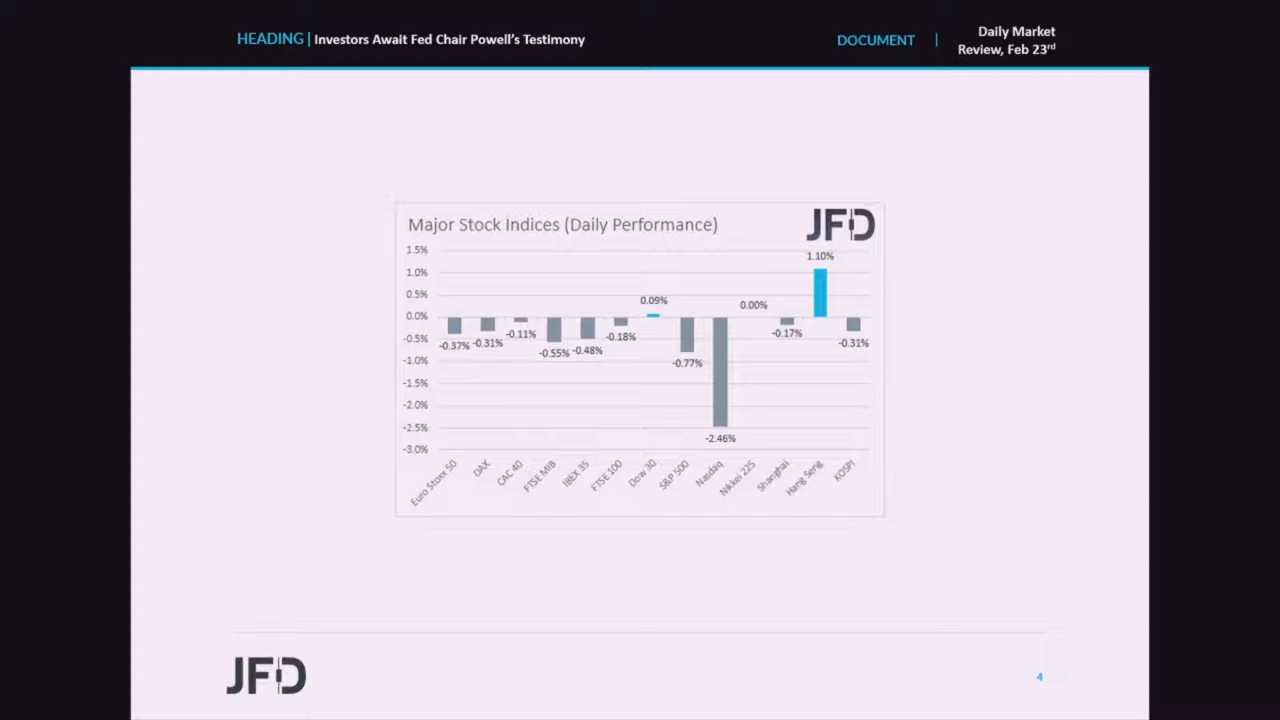 HEADING | Investors Await Fed Chair Powell's Testimony
DOCUMENT |
Daily Market
Review, Feb 23rd
Major Stock Indices (Daily Performance)
JFD
1.5%
1.0%
0.5%
0.0%
-0.5%
-1.0%
-1.5%
-2.0%
-2.5%
-3.0%
-0.37%
-0.31%
-0.11%
-0.55%
-0.48%
-0.18%
0.09%
-0.77%
-2.46%
0.00%
-0.17%
1.10%
-0.31%
Euro Stoxx 50
DAX
CAC 40
FTSE MIB
IBEX 35
FTSE 100
Dow 30
S&P 500
Nasdaq
Nikkei 225
Shanghai
Hang Seng
KOSPI
JFD
4